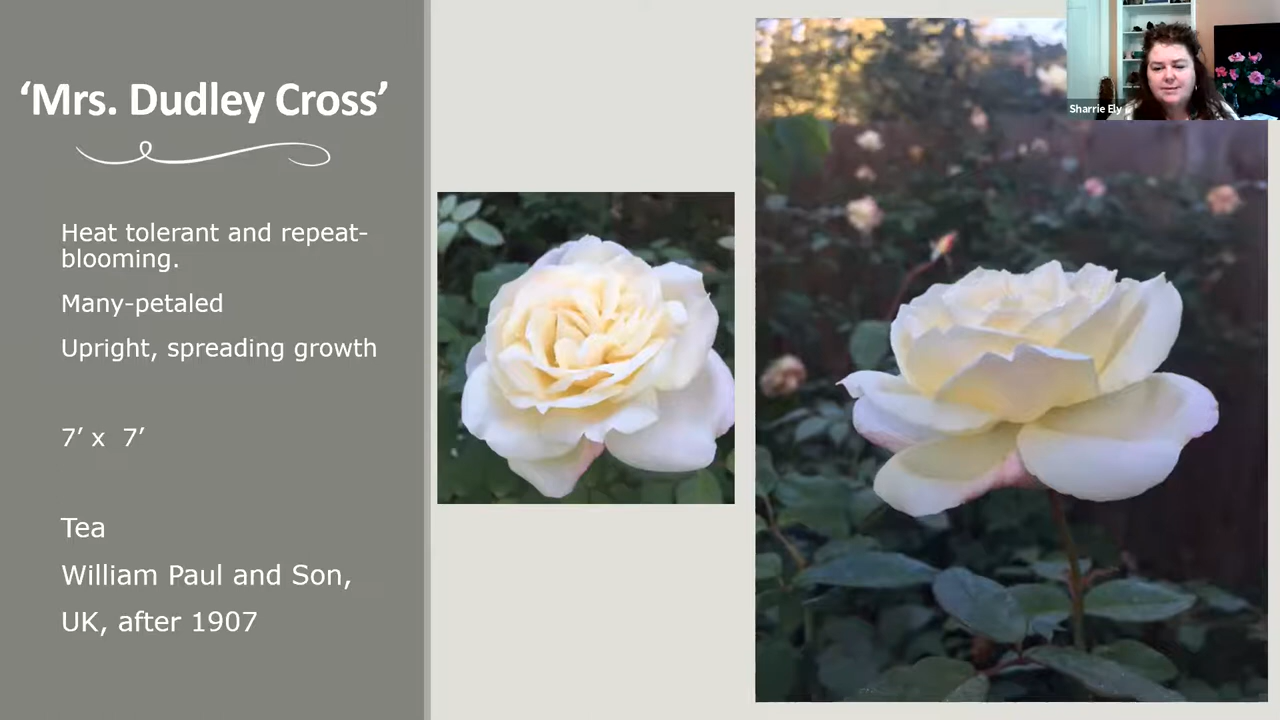 ‘Mrs. Dudley Cross’
Heat tolerant and repeat-
blooming.
Many-petaled
Upright, spreading growth
7’ x 7’
Tea
William Paul and Son,
UK, after 1907
Sharrie Ely